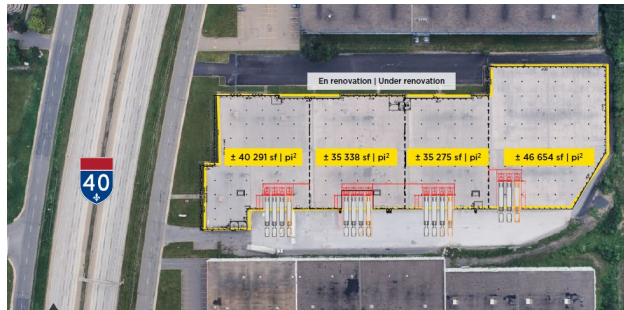 En renovation | Under renovation
± 40 291 sf | pi²
± 35 338 sf | pi²
± 35 275 sf | pi²
± 46 654 sf | pi²
40